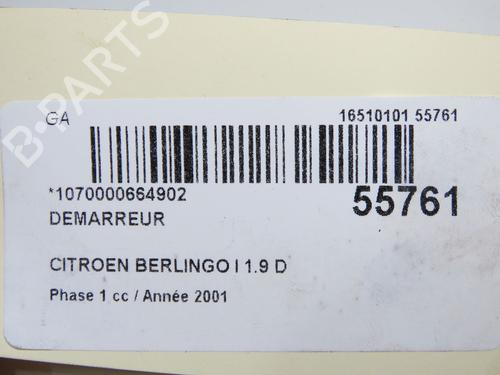 GA 16510101 55761
*1070000664902 55761
DEMARREUR
CITROEN BERLINGO I 1.9 D
Phase 1 cc / Année 2001
B-PARTS